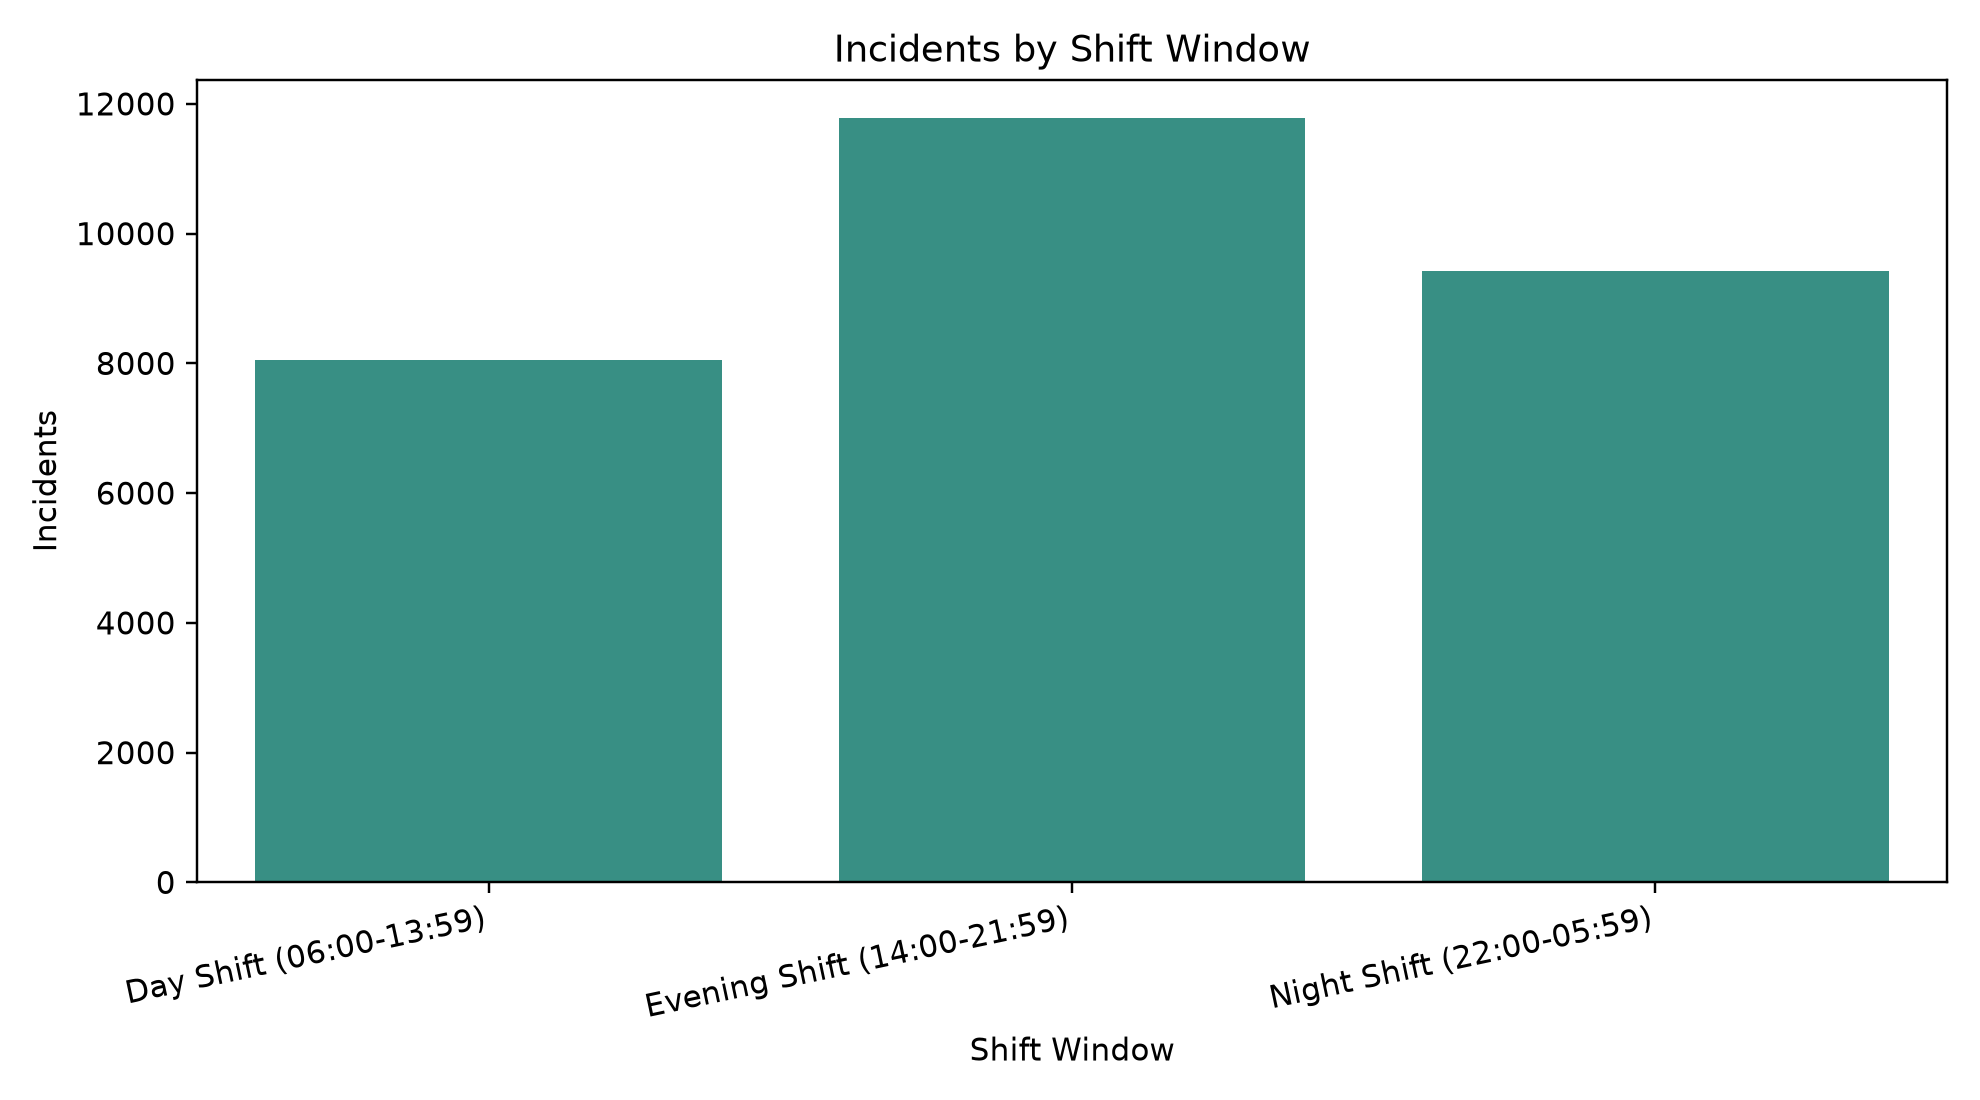 Incidents by Shift Window
12000
10000
8000
6000
4000
2000
0
Incidents
Day Shift (06:00-13:59)
Evening Shift (14:00-21:59)
Night Shift (22:00-05:59)
Shift Window